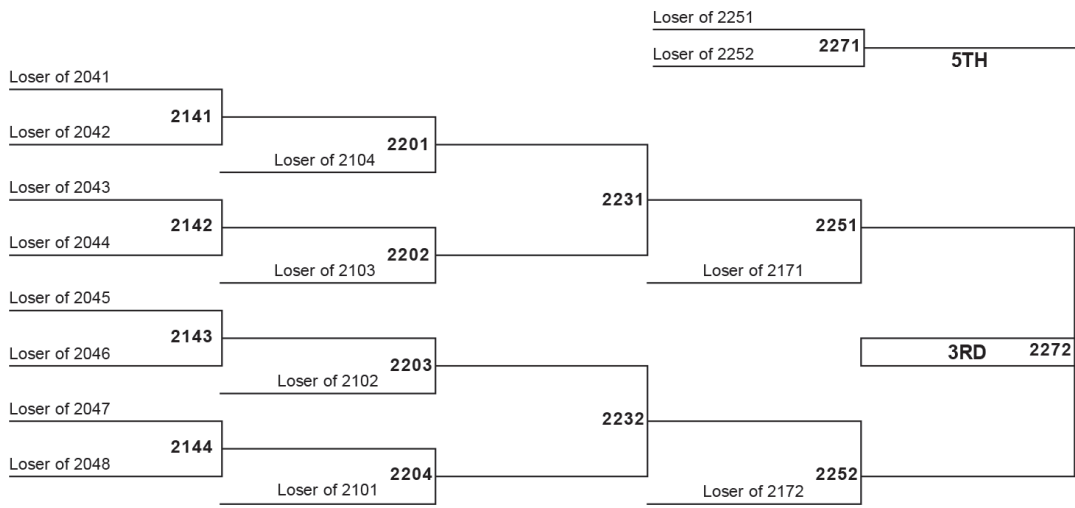 Loser of 2251
2271
Loser of 2252
5TH
Loser of 2041
2141
Loser of 2042
2201
Loser of 2104
Loser of 2043
2142
Loser of 2044
2202
Loser of 2103
2231
2251
Loser of 2171
Loser of 2045
2143
Loser of 2046
2203
Loser of 2102
3RD 2272
Loser of 2047
2144
Loser of 2048
2204
Loser of 2101
2232
2252
Loser of 2172